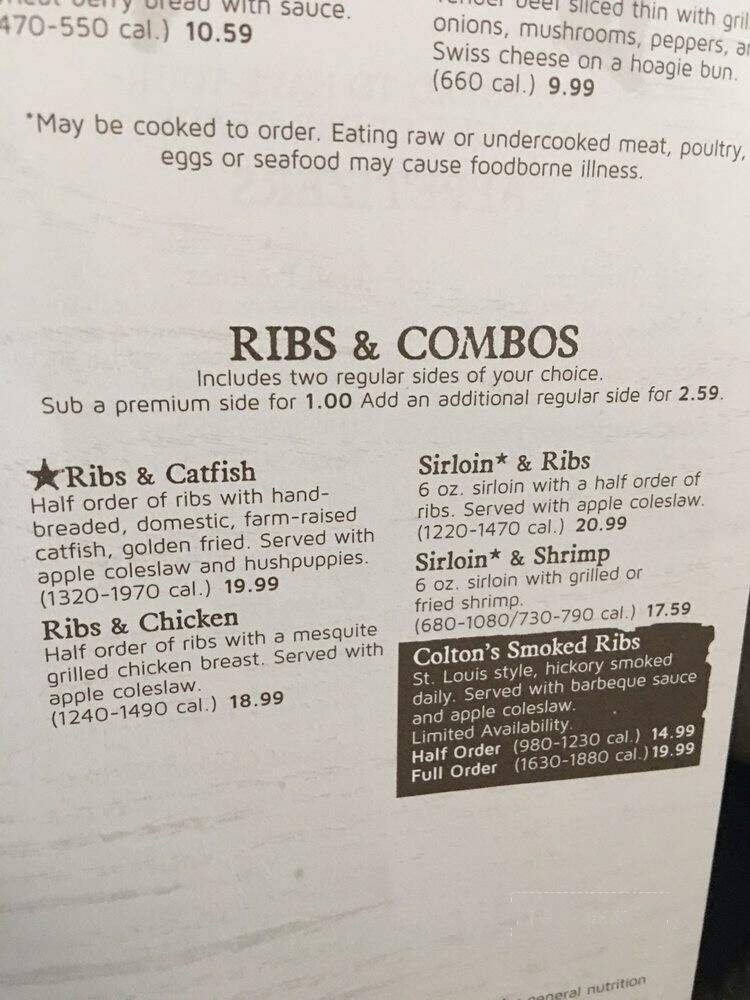 with sauce.
470-550 cal.) 10.59
beef sliced thin with
onions, mushrooms, peppers,
Swiss cheese on a hoagie bun.
(660 cal.) 9.99
*May be cooked to order. Eating raw or undercooked meat, poultry,
eggs or seafood may cause foodborne illness.
RIBS & COMBOS
Includes two regular sides of your choice.
Sub a premium side for 1.00 Add an additional regular side for 2.59.
★Ribs & Catfish
Half order of ribs with hand-
breaded, domestic, farm-raised
catfish, golden fried. Served with
apple coleslaw and hushpuppies.
(1320-1970 cal.) 19.99
Ribs & Chicken
Half order of ribs with a mesquite
grilled chicken breast. Served with
apple coleslaw.
(1240-1490 cal.) 18.99
Sirloin* & Ribs
6 oz. sirloin with a half order of
ribs. Served with apple coleslaw.
(1220-1470 cal.) 20.99
Sirloin* & Shrimp
6 oz. sirloin with grilled or
fried shrimp.
(680-1080/730-790 cal.) 17.59
Colton's Smoked Ribs
St. Louis style, hickory smoked
daily. Served with barbeque sauce
and apple coleslaw.
Limited Availability.
Half Order (980-1230 cal.) 14.99
Full Order (1630-1880 cal.) 19.99
general nutrition